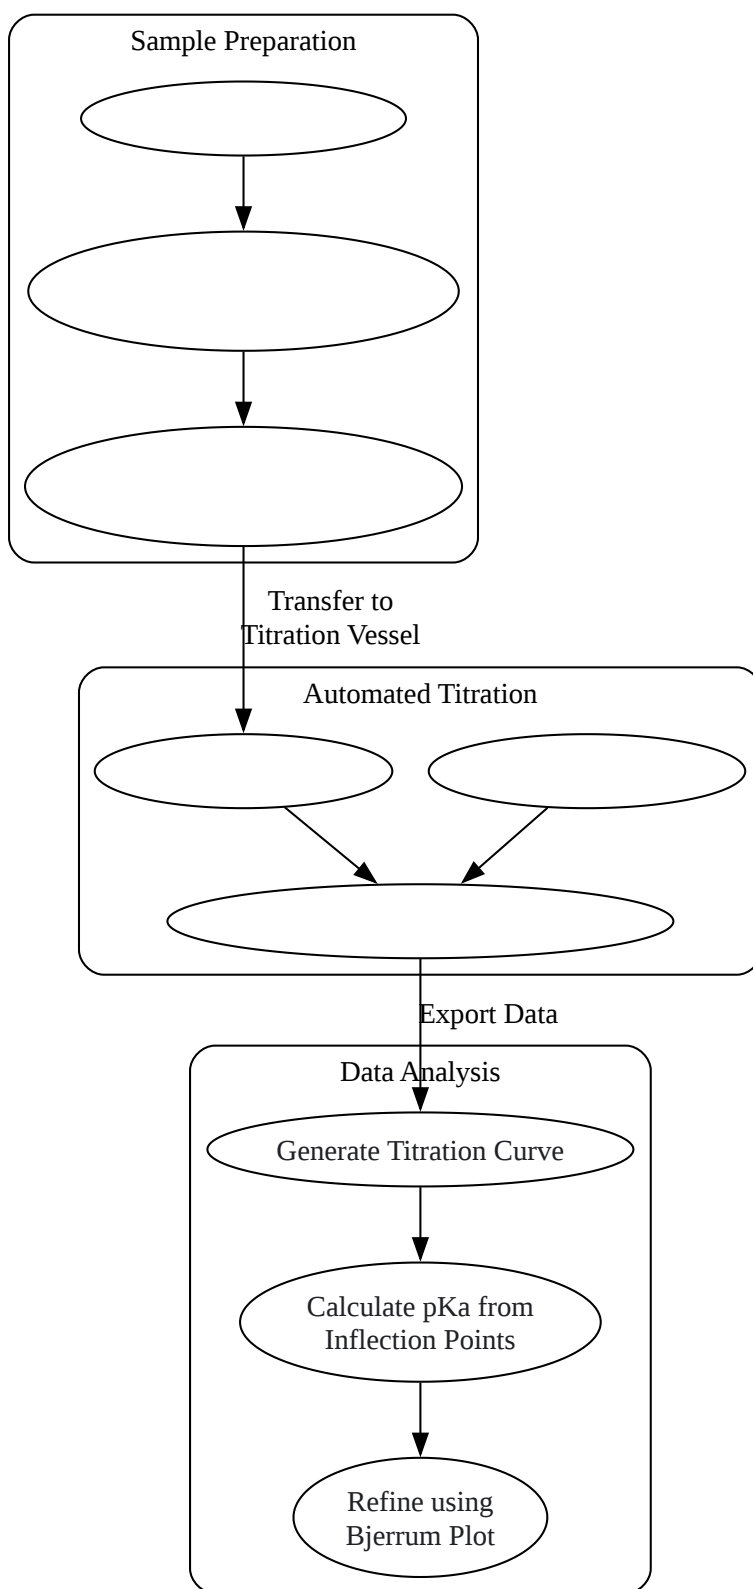 Sample Preparation
Transfer to
Titration Vessel
Automated Titration
Export Data
Data Analysis
Generate Titration Curve
Calculate pKa from
Inflection Points
Refine using
Bjerrum Plot